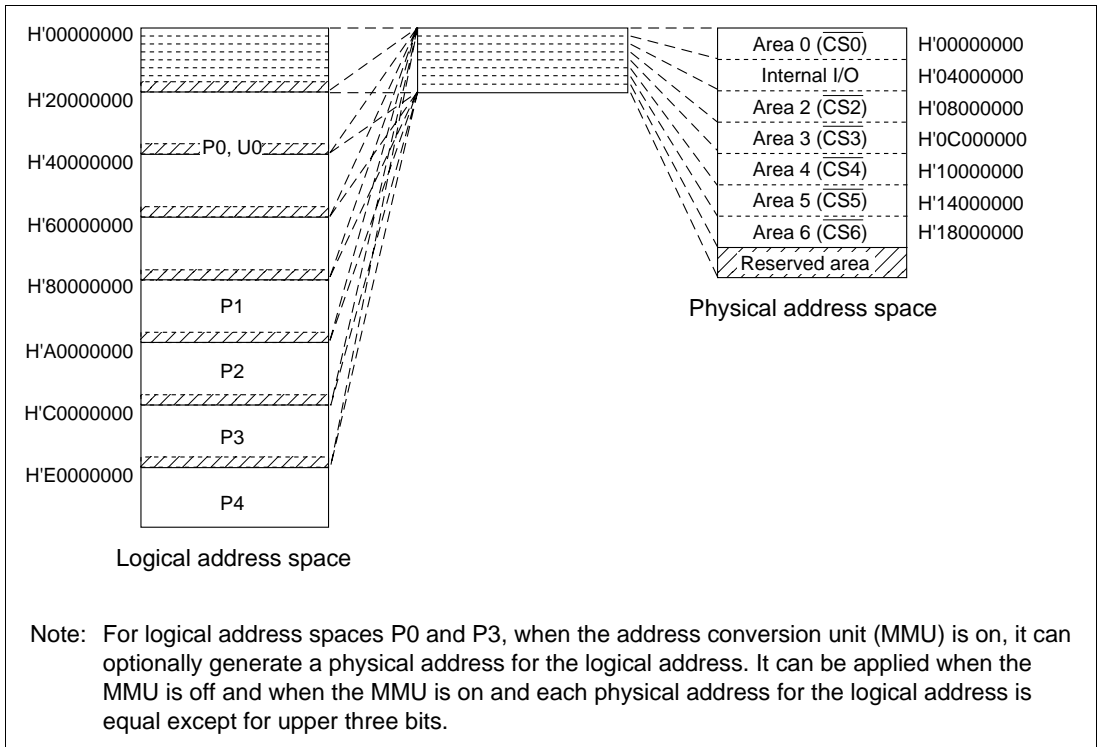 H'00000000
H'20000000
H'40000000
H'60000000
H'80000000
H'A0000000
H'C0000000
H'E0000000
P0, U0
P1
P2
P3
P4
Logical address space
Area 0 (CS0) H'00000000
Internal I/O H'04000000
Area 2 (CS2) H'08000000
Area 3 (CS3) H'0C000000
Area 4 (CS4) H'10000000
Area 5 (CS5) H'14000000
Area 6 (CS6) H'18000000
Reserved area
Physical address space
Note: For logical address spaces P0 and P3, when the address conversion unit (MMU) is on, it can
optionally generate a physical address for the logical address. It can be applied when the
MMU is off and when the MMU is on and each physical address for the logical address is
equal except for upper three bits.